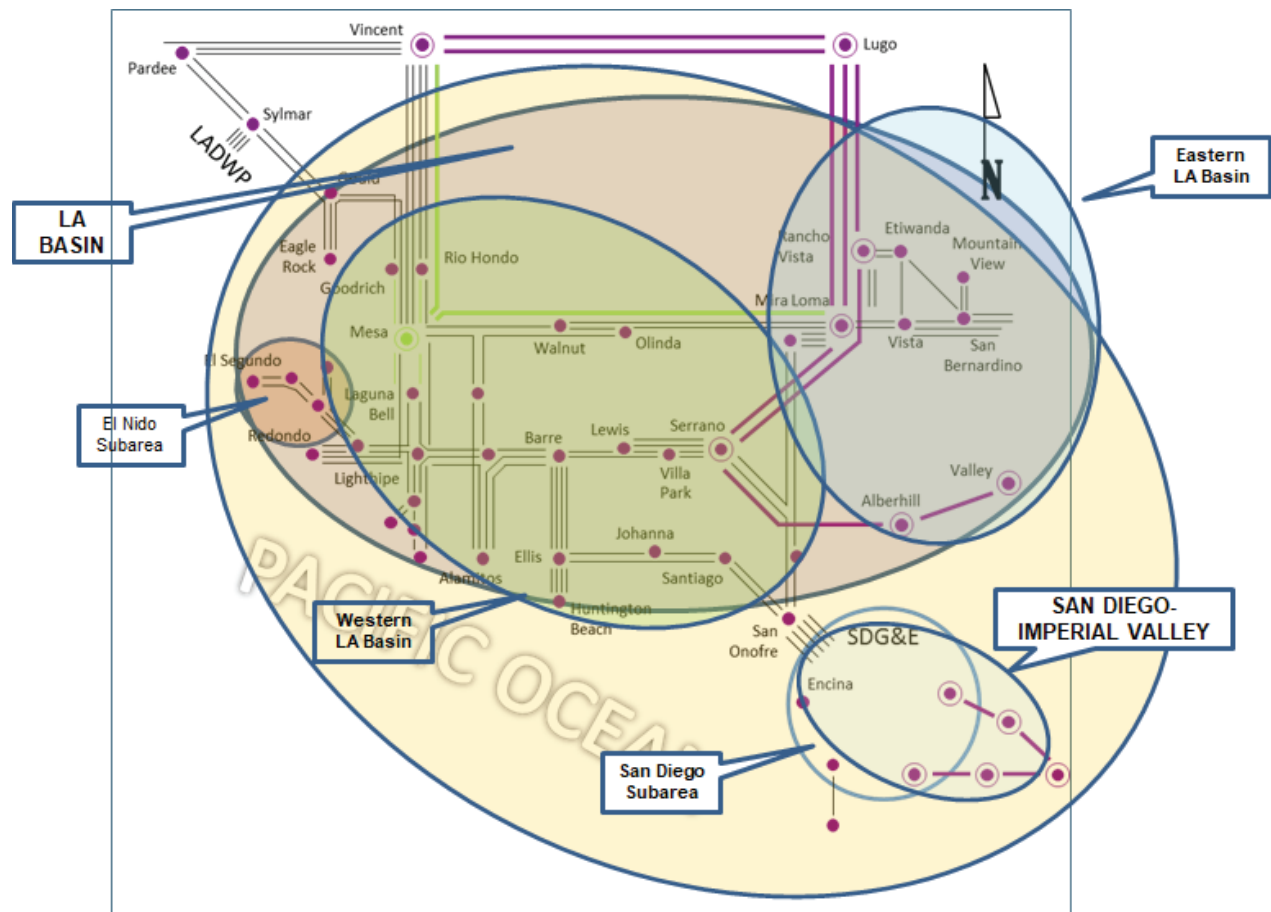 Vincent
Lugo
Pardee
Sylmar
LADWP
N
Eastern
LA Basin
LA
BASIN
Eagle
Rock
Rio Hondo
Goodrich
Rancho
Vista
Etiwanda
Mountain
View
Mira Loma
Mesa
Walnut
Olinda
Vista
San
Bernardino
El Segundo
El Nido
Subarea
Laguna
Bell
Redondo
Barre
Lewis
Serrano
Lighthipe
Villa
Park
Valley
Alberhill
Johanna
Ellis
Santiago
Alamitos
Huntington
Beach
PACIFIC OCEAN
Western
LA Basin
San
Onofre
SDG&E
SAN DIEGO-
IMPERIAL VALLEY
Encina
San Diego
Subarea